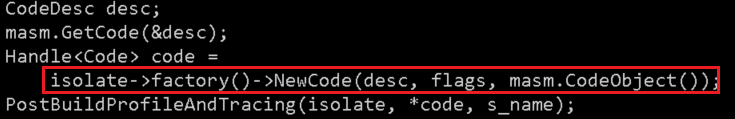 CodeDesc desc;
masm.GetCode(&desc);
Handle<Code> code =
isolate->factory()->NewCode(desc, flags, masm.CodeObject());
PostBuildProfileAndTracing(isolate, *code, s_name);